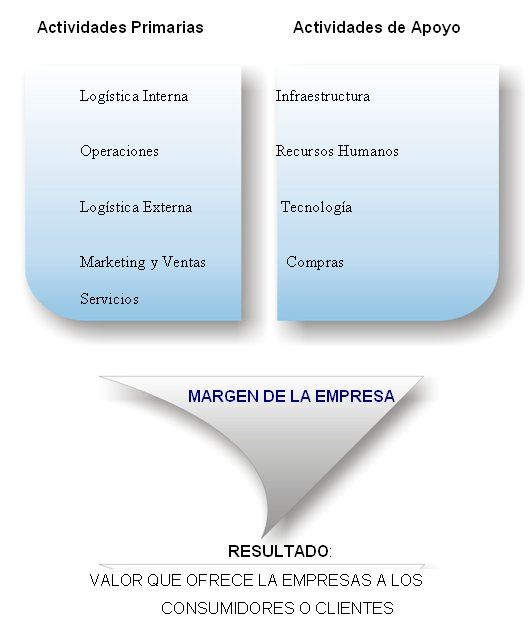 Actividades Primarias
Logística Interna
Operaciones
Logística Externa
Marketing y Ventas
Servicios
Actividades de Apoyo
Infraestructura
Recursos Humanos
Tecnología
Compras
MARGEN DE LA EMPRESA
RESULTADO:
VALOR QUE OFRECE LA EMPRESAS A LOS
CONSUMIDORES O CLIENTES